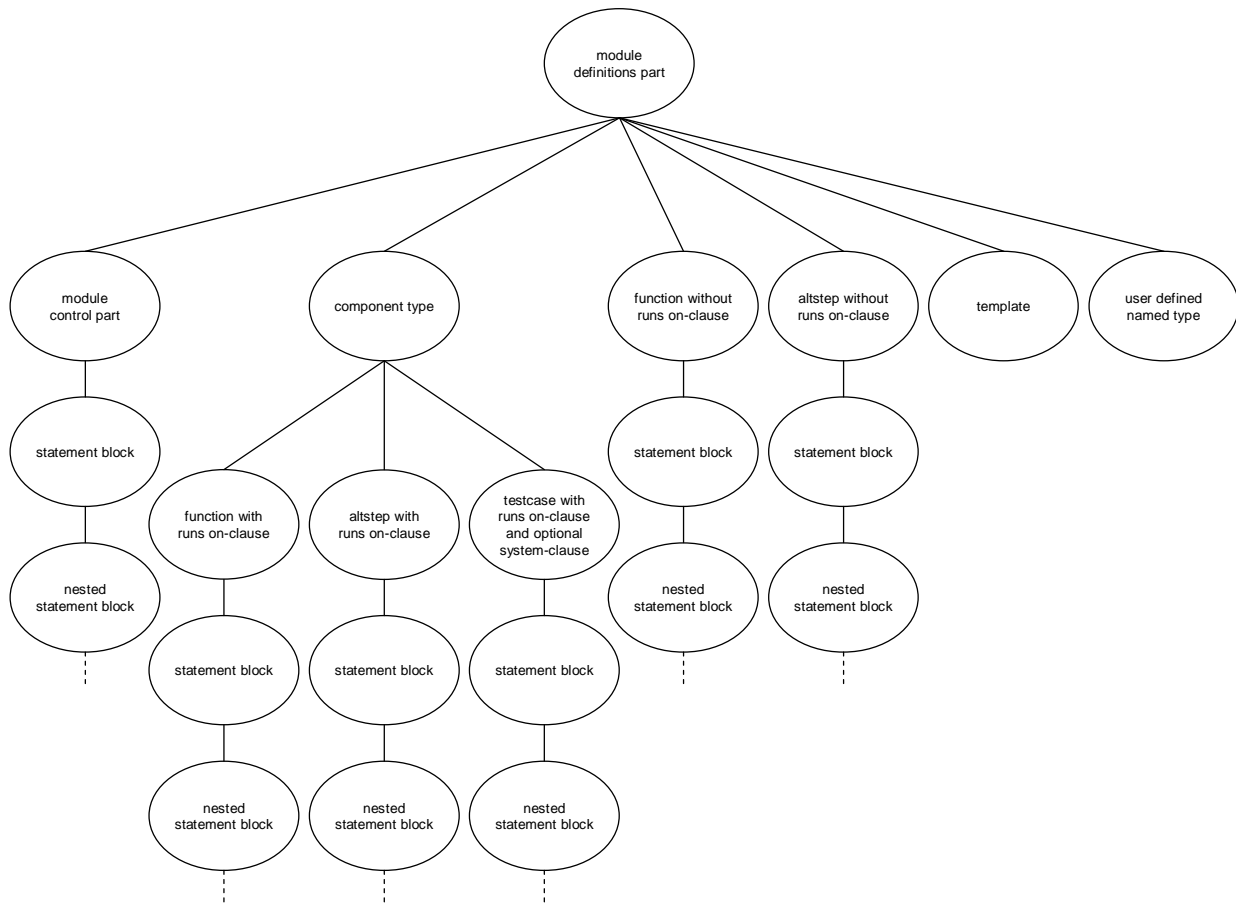 module
definitions part
module
control part
component type
function without
runs on-clause
altstep without
runs on-clause
template
user defined
named type
statement block
statement block
statement block
function with
runs on-clause
altstep with
runs on-clause
testcase with
runs on-clause
and optional
system-clause
nested
statement block
nested
statement block
nested
statement block
statement block
statement block
statement block
nested
statement block
nested
statement block
nested
statement block